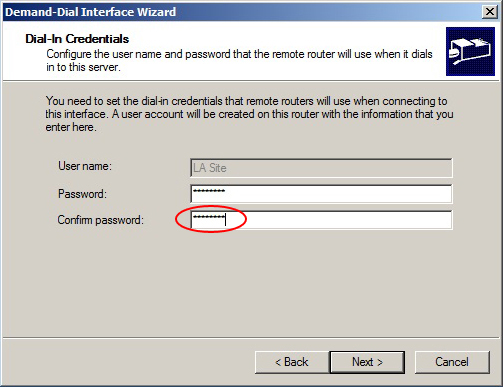 Demand-Dial Interface Wizard
Dial-In Credentials
Configure the user name and password that the remote router will use when it dials
in to this server.
You need to set the dial-in credentials that remote routers will use when connecting to
this interface. A user account will be created on this router with the information that you
enter here.
User name:
LA Site
Password:
********
Confirm password:
********
< Back
Next >
Cancel